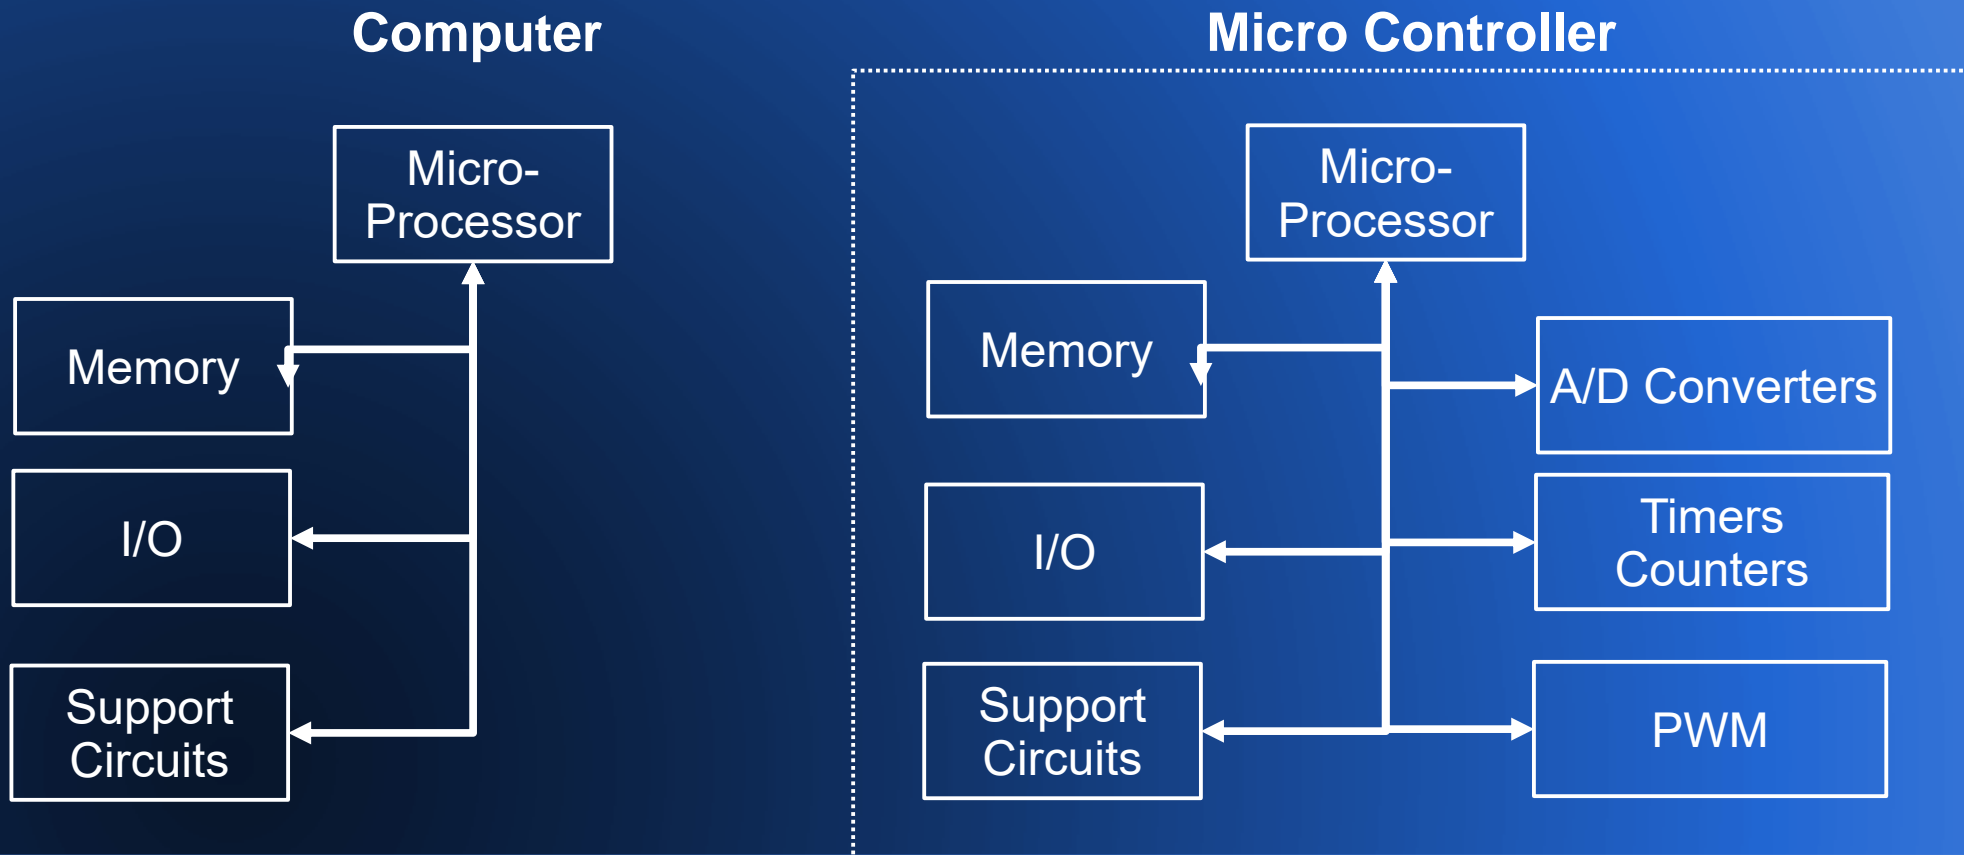 Computer
Micro-
Processor
Memory
I/O
Support
Circuits
Micro Controller
Micro-
Processor
Memory
I/O
Support
Circuits
A/D Converters
Timers
Counters
PWM